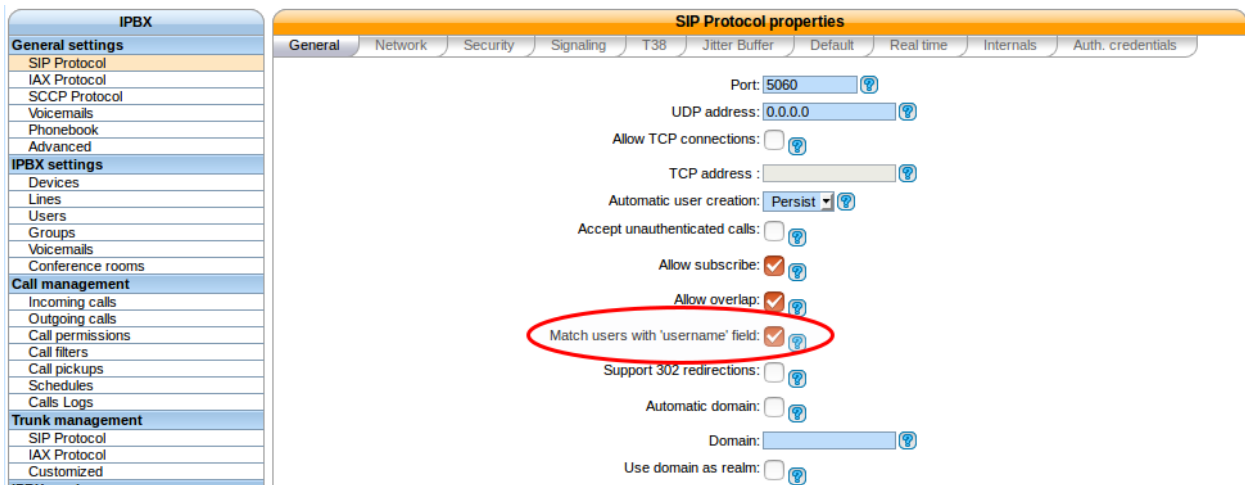 IPBX
General settings
SIP Protocol
IAX Protocol
SCCP Protocol
Voicemails
Phonebook
Advanced
IPBX settings
Devices
Lines
Users
Groups
Voicemails
Conference rooms
Call management
Incoming calls
Outgoing calls
Call permissions
Call filters
Call pickups
Schedules
Calls Logs
Trunk management
SIP Protocol
IAX Protocol
Customized
SIP Protocol properties
General Network Security Signaling T38 Jitter Buffer Default Real time Internals Auth. credentials
Port: 5060 ?
UDP address: 0.0.0.0 ?
Allow TCP connections: ?
TCP address : ?
Automatic user creation: Persist ?
Accept unauthenticated calls: ?
Allow subscribe: ?
Allow overlap: ?
Match users with 'username' field: ?
Support 302 redirections: ?
Automatic domain: ?
Domain: ?
Use domain as realm: ?